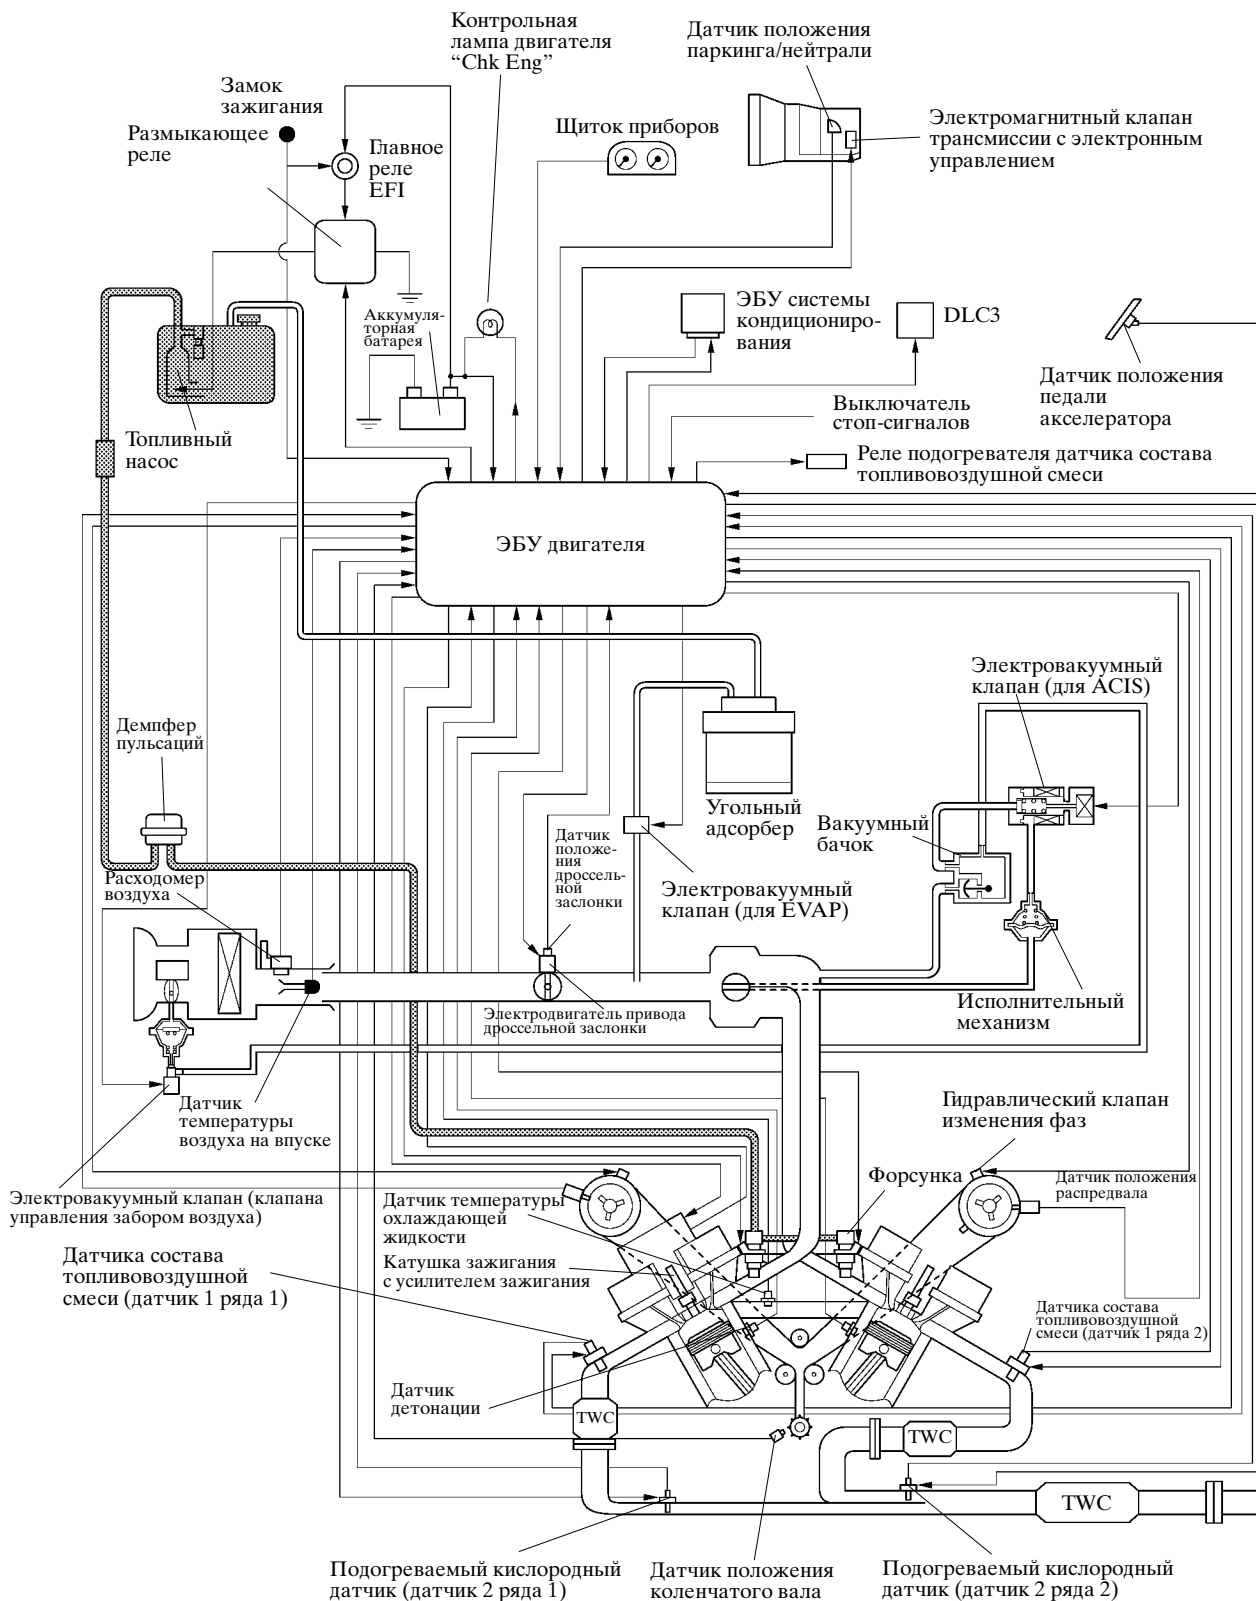 Контрольная
лампа двигателя
“Chk Eng”
Датчик положения
паркинга/нейтрали
Замок
зажигания
Размыкающее
реле
Главное
реле
EFI
Щиток приборов
Электромагнитный клапан
трансмиссии с электронным
управлением
Аккумуля-
торная
батарея
ЭБУ системы
кондициониро-
вания
DLC3
Датчик положения
педали
акселератора
Выключатель
стоп-сигналов
Топливный
насос
Реле подогревателя датчика состава
топливовоздушной смеси
ЭБУ двигателя
Электровакуумный
клапан (для ACIS)
Демпфер
пульсаций
Угольный
адсорбер
Вакуумный
бачок
Датчик
положе-
ния
дроссель-
ной
заслонки
Расходомер
воздуха
Электровакуумный
клапан (для EVAP)
Электродвигатель привода
дроссельной заслонки
Исполнительный
механизм
Датчик
температуры
воздуха на впуске
Гидравлический клапан
изменения фаз
Электровакуумный клапан (клапана
управления забором воздуха)
Датчик температуры
охлаждающей
жидкости
Форсунка
Датчик положения
распредвала
Датчика состава
топливовоздушной
смеси (датчик 1 ряда 1)
Катушка зажигания
с усилителем зажигания
Датчика состава
топливовоздушной
смеси (датчик 1 ряда 2)
Датчик
детонации
TWC
TWC
TWC
Подогреваемый кислородный
датчик (датчик 2 ряда 1)
Датчик положения
коленчатого вала
Подогреваемый кислородный
датчик (датчик 2 ряда 2)